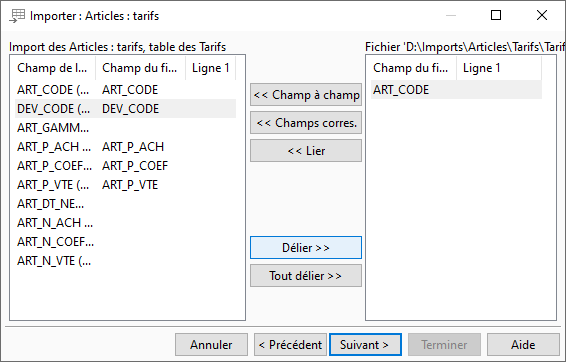 Importer : Articles : tarifs
Import des Articles : tarifs, table des Tarifs
Fichier 'D:\Imports\Articles\Tarifs\Tarif
Champ de l... Champ du fi... Ligne 1
ART_CODE (... ART_CODE
DEV_CODE (... DEV_CODE
ART_GAMM...
ART_P_ACH ... ART_P_ACH
ART_P_COEF... ART_P_COEF
ART_P_VTE (... ART_P_VTE
ART_DT_NE...
ART_N_ACH ...
ART_N_COEF...
ART_N_VTE (...
<< Champ à champ
<< Champs corres.
<< Lier
Délier >>
Tout délier >>
Champ du fi... Ligne 1
ART_CODE
Annuler
< Précédent
Suivant >
Terminer
Aide